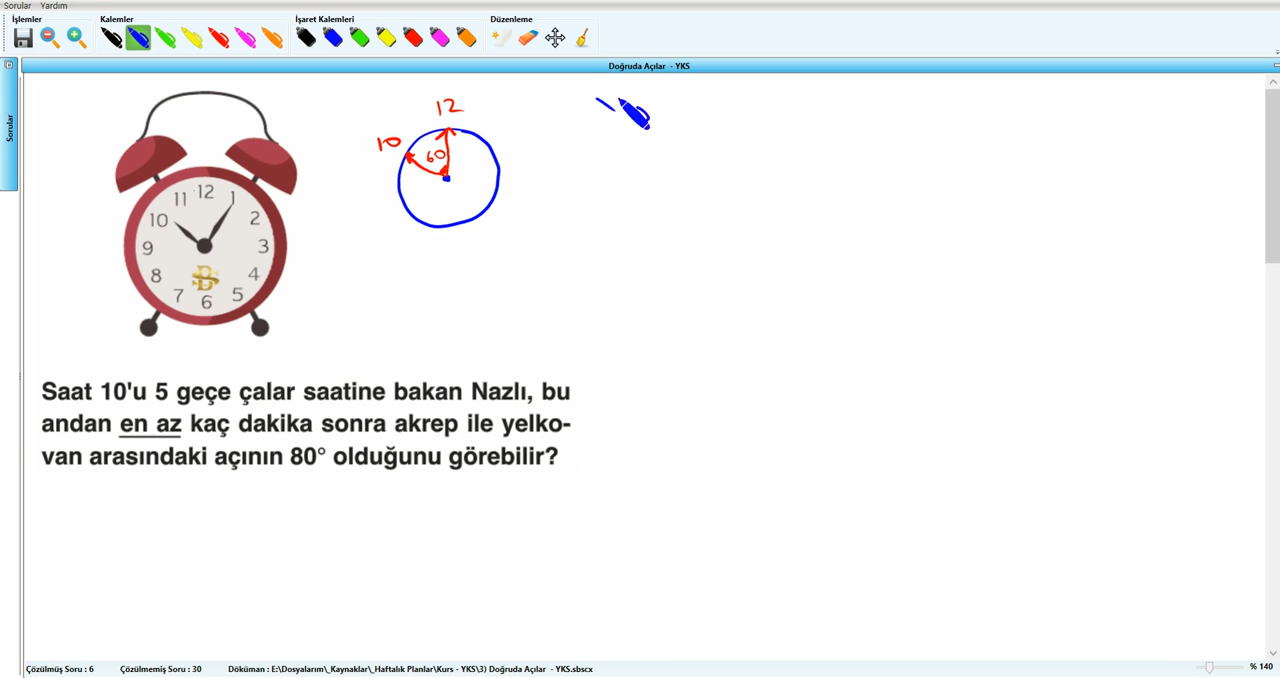 Sorular Yardım
İşlemler Kalemler İşaret Kalemleri Düzenleme
Doğruda Açılar - YKS
Sorular
12
10
60
12
11 1
10 2
9 3
8 4
7 5
6
Saat 10'u 5 geçe çalar saatine bakan Nazlı, bu
andan en az kaç dakika sonra akrep ile yelko-
van arasındaki açının 80° olduğunu görebilir?
Çözülmüş Soru : 6 Çözülmemiş Soru : 30 Döküman : E:\Dosyalarım\_Kaynaklar\_Haftalık Planlar\Kurs - YKS\3) Doğruda Açılar - YKS.sbscx % 140